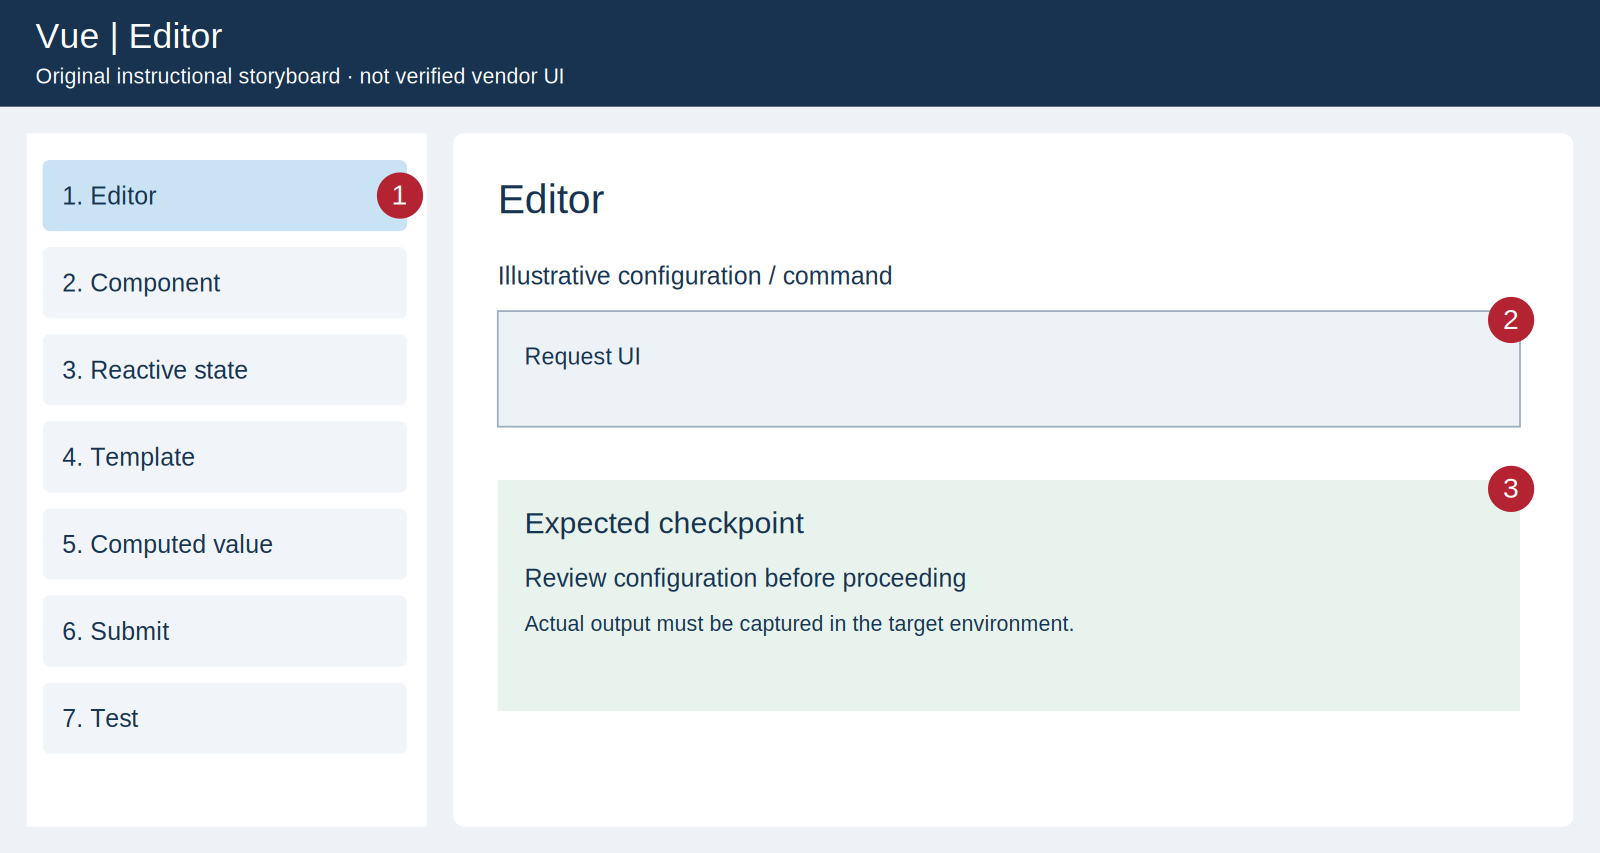 Vue | Editor
Original instructional storyboard · not verified vendor UI
1. Editor
1
2. Component
3. Reactive state
4. Template
5. Computed value
6. Submit
7. Test
Editor
Illustrative configuration / command
2
Request UI
3
Expected checkpoint
Review configuration before proceeding
Actual output must be captured in the target environment.